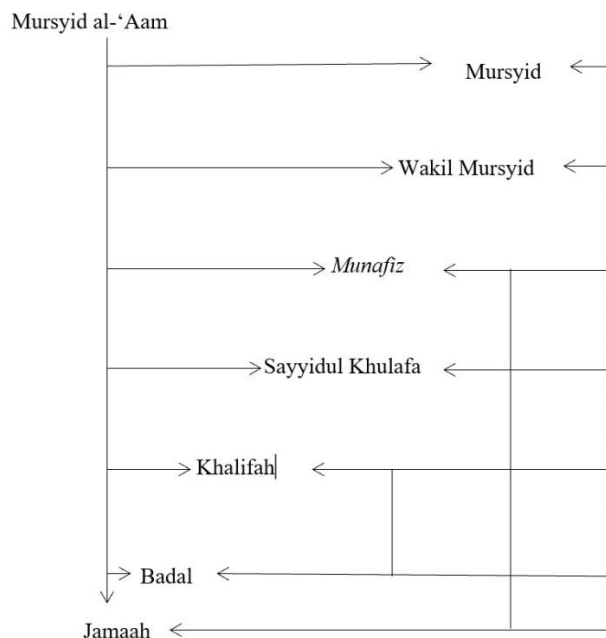 Mursyid al-‘Aam
Mursyid
Wakil Mursyid
Munafiz
Sayyidul Khulafa
Khalifah
Badal
Jamaah